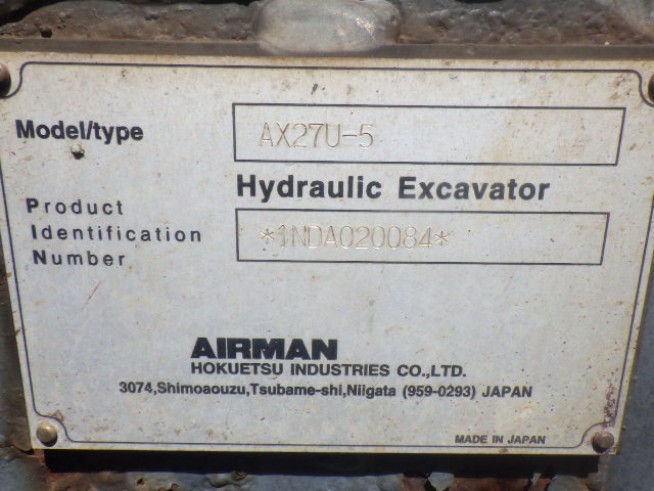 Model/type AX27U-5
Hydraulic Excavator
Product
Identification
Number
*1NDA020084*
AIRMAN
HOKUETSU INDUSTRIES CO.,LTD.
3074,Shimoaouzu,Tsubame-shi,Niigata (959-0293) JAPAN
MADE IN JAPAN